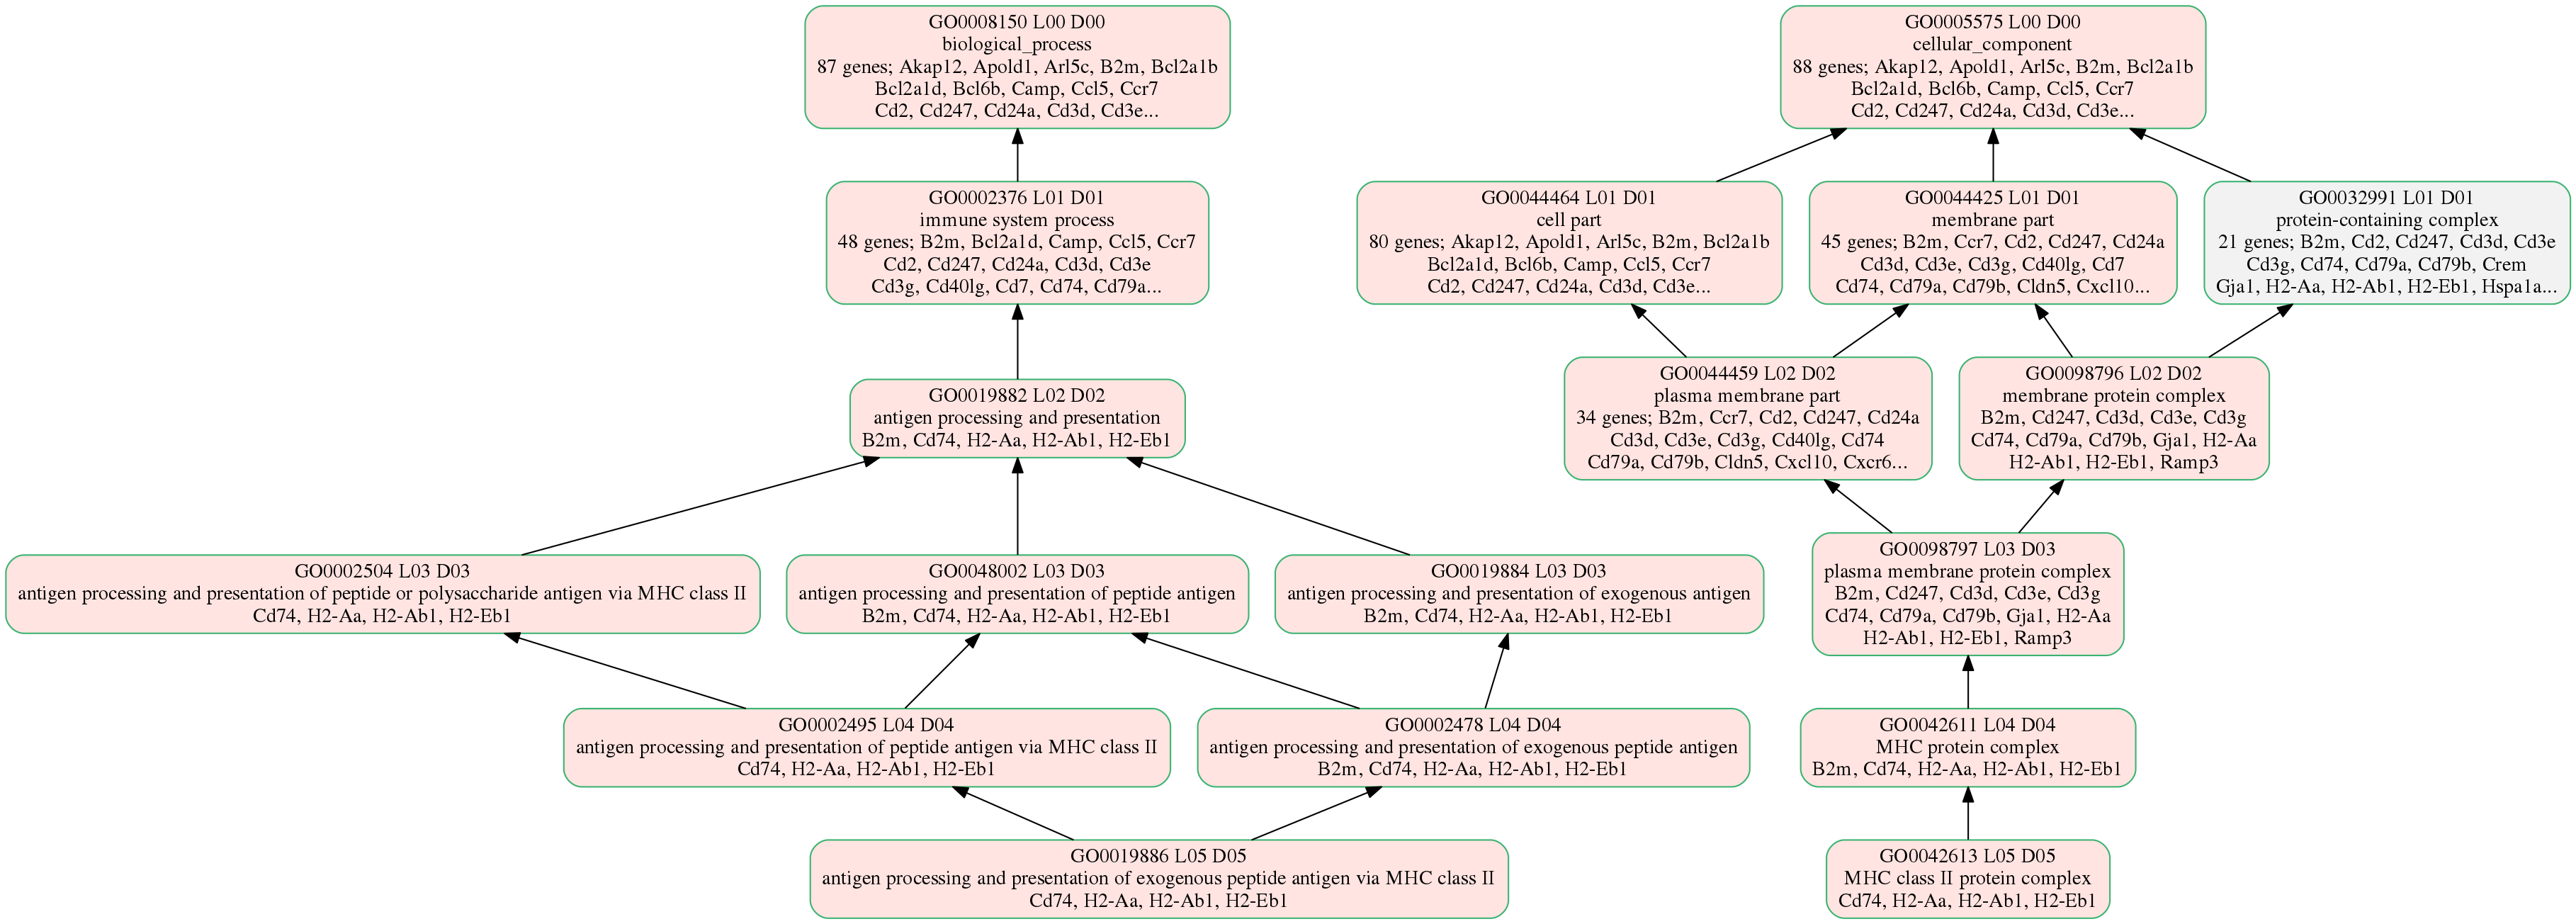 GO0008150 L00 D00
biological_process
87 genes; Akap12, Apold1, Arl5c, B2m, Bcl2a1b
Bcl2a1d, Bcl6b, Camp, Ccl5, Ccr7
Cd2, Cd247, Cd24a, Cd3d, Cd3e...
GO0005575 L00 D00
cellular_component
88 genes; Akap12, Apold1, Arl5c, B2m, Bcl2a1b
Bcl2a1d, Bcl6b, Camp, Ccl5, Ccr7
Cd2, Cd247, Cd24a, Cd3d, Cd3e...
GO0002376 L01 D01
immune system process
48 genes; B2m, Bcl2a1d, Camp, Ccl5, Ccr7
Cd2, Cd247, Cd24a, Cd3d, Cd3e
Cd3g, Cd40lg, Cd7, Cd74, Cd79a...
GO0044464 L01 D01
cell part
80 genes; Akap12, Apold1, Arl5c, B2m, Bcl2a1b
Bcl2a1d, Bcl6b, Camp, Ccl5, Ccr7
Cd2, Cd247, Cd24a, Cd3d, Cd3e...
GO0044425 L01 D01
membrane part
45 genes; B2m, Ccr7, Cd2, Cd247, Cd24a
Cd3d, Cd3e, Cd3g, Cd40lg, Cd7
Cd74, Cd79a, Cd79b, Cldn5, Cxcl10...
GO0032991 L01 D01
protein-containing complex
21 genes; B2m, Cd2, Cd247, Cd3d, Cd3e
Cd3g, Cd74, Cd79a, Cd79b, Crem
Gja1, H2-Aa, H2-Ab1, H2-Eb1, Hspa1a...
GO0019882 L02 D02
antigen processing and presentation
B2m, Cd74, H2-Aa, H2-Ab1, H2-Eb1
GO0044459 L02 D02
plasma membrane part
34 genes; B2m, Ccr7, Cd2, Cd247, Cd24a
Cd3d, Cd3e, Cd3g, Cd40lg, Cd74
Cd79a, Cd79b, Cldn5, Cxcl10, Cxcr6...
GO0098796 L02 D02
membrane protein complex
B2m, Cd247, Cd3d, Cd3e, Cd3g
Cd74, Cd79a, Cd79b, Gja1, H2-Aa
H2-Ab1, H2-Eb1, Ramp3
GO0002504 L03 D03
antigen processing and presentation of peptide or polysaccharide antigen via MHC class II
Cd74, H2-Aa, H2-Ab1, H2-Eb1
GO0048002 L03 D03
antigen processing and presentation of peptide antigen
B2m, Cd74, H2-Aa, H2-Ab1, H2-Eb1
GO0019884 L03 D03
antigen processing and presentation of exogenous antigen
B2m, Cd74, H2-Aa, H2-Ab1, H2-Eb1
GO0098797 L03 D03
plasma membrane protein complex
B2m, Cd247, Cd3d, Cd3e, Cd3g
Cd74, Cd79a, Cd79b, Gja1, H2-Aa
H2-Ab1, H2-Eb1, Ramp3
GO0002495 L04 D04
antigen processing and presentation of peptide antigen via MHC class II
Cd74, H2-Aa, H2-Ab1, H2-Eb1
GO0002478 L04 D04
antigen processing and presentation of exogenous peptide antigen
B2m, Cd74, H2-Aa, H2-Ab1, H2-Eb1
GO0042611 L04 D04
MHC protein complex
B2m, Cd74, H2-Aa, H2-Ab1, H2-Eb1
GO0019886 L05 D05
antigen processing and presentation of exogenous peptide antigen via MHC class II
Cd74, H2-Aa, H2-Ab1, H2-Eb1
GO0042613 L05 D05
MHC class II protein complex
Cd74, H2-Aa, H2-Ab1, H2-Eb1